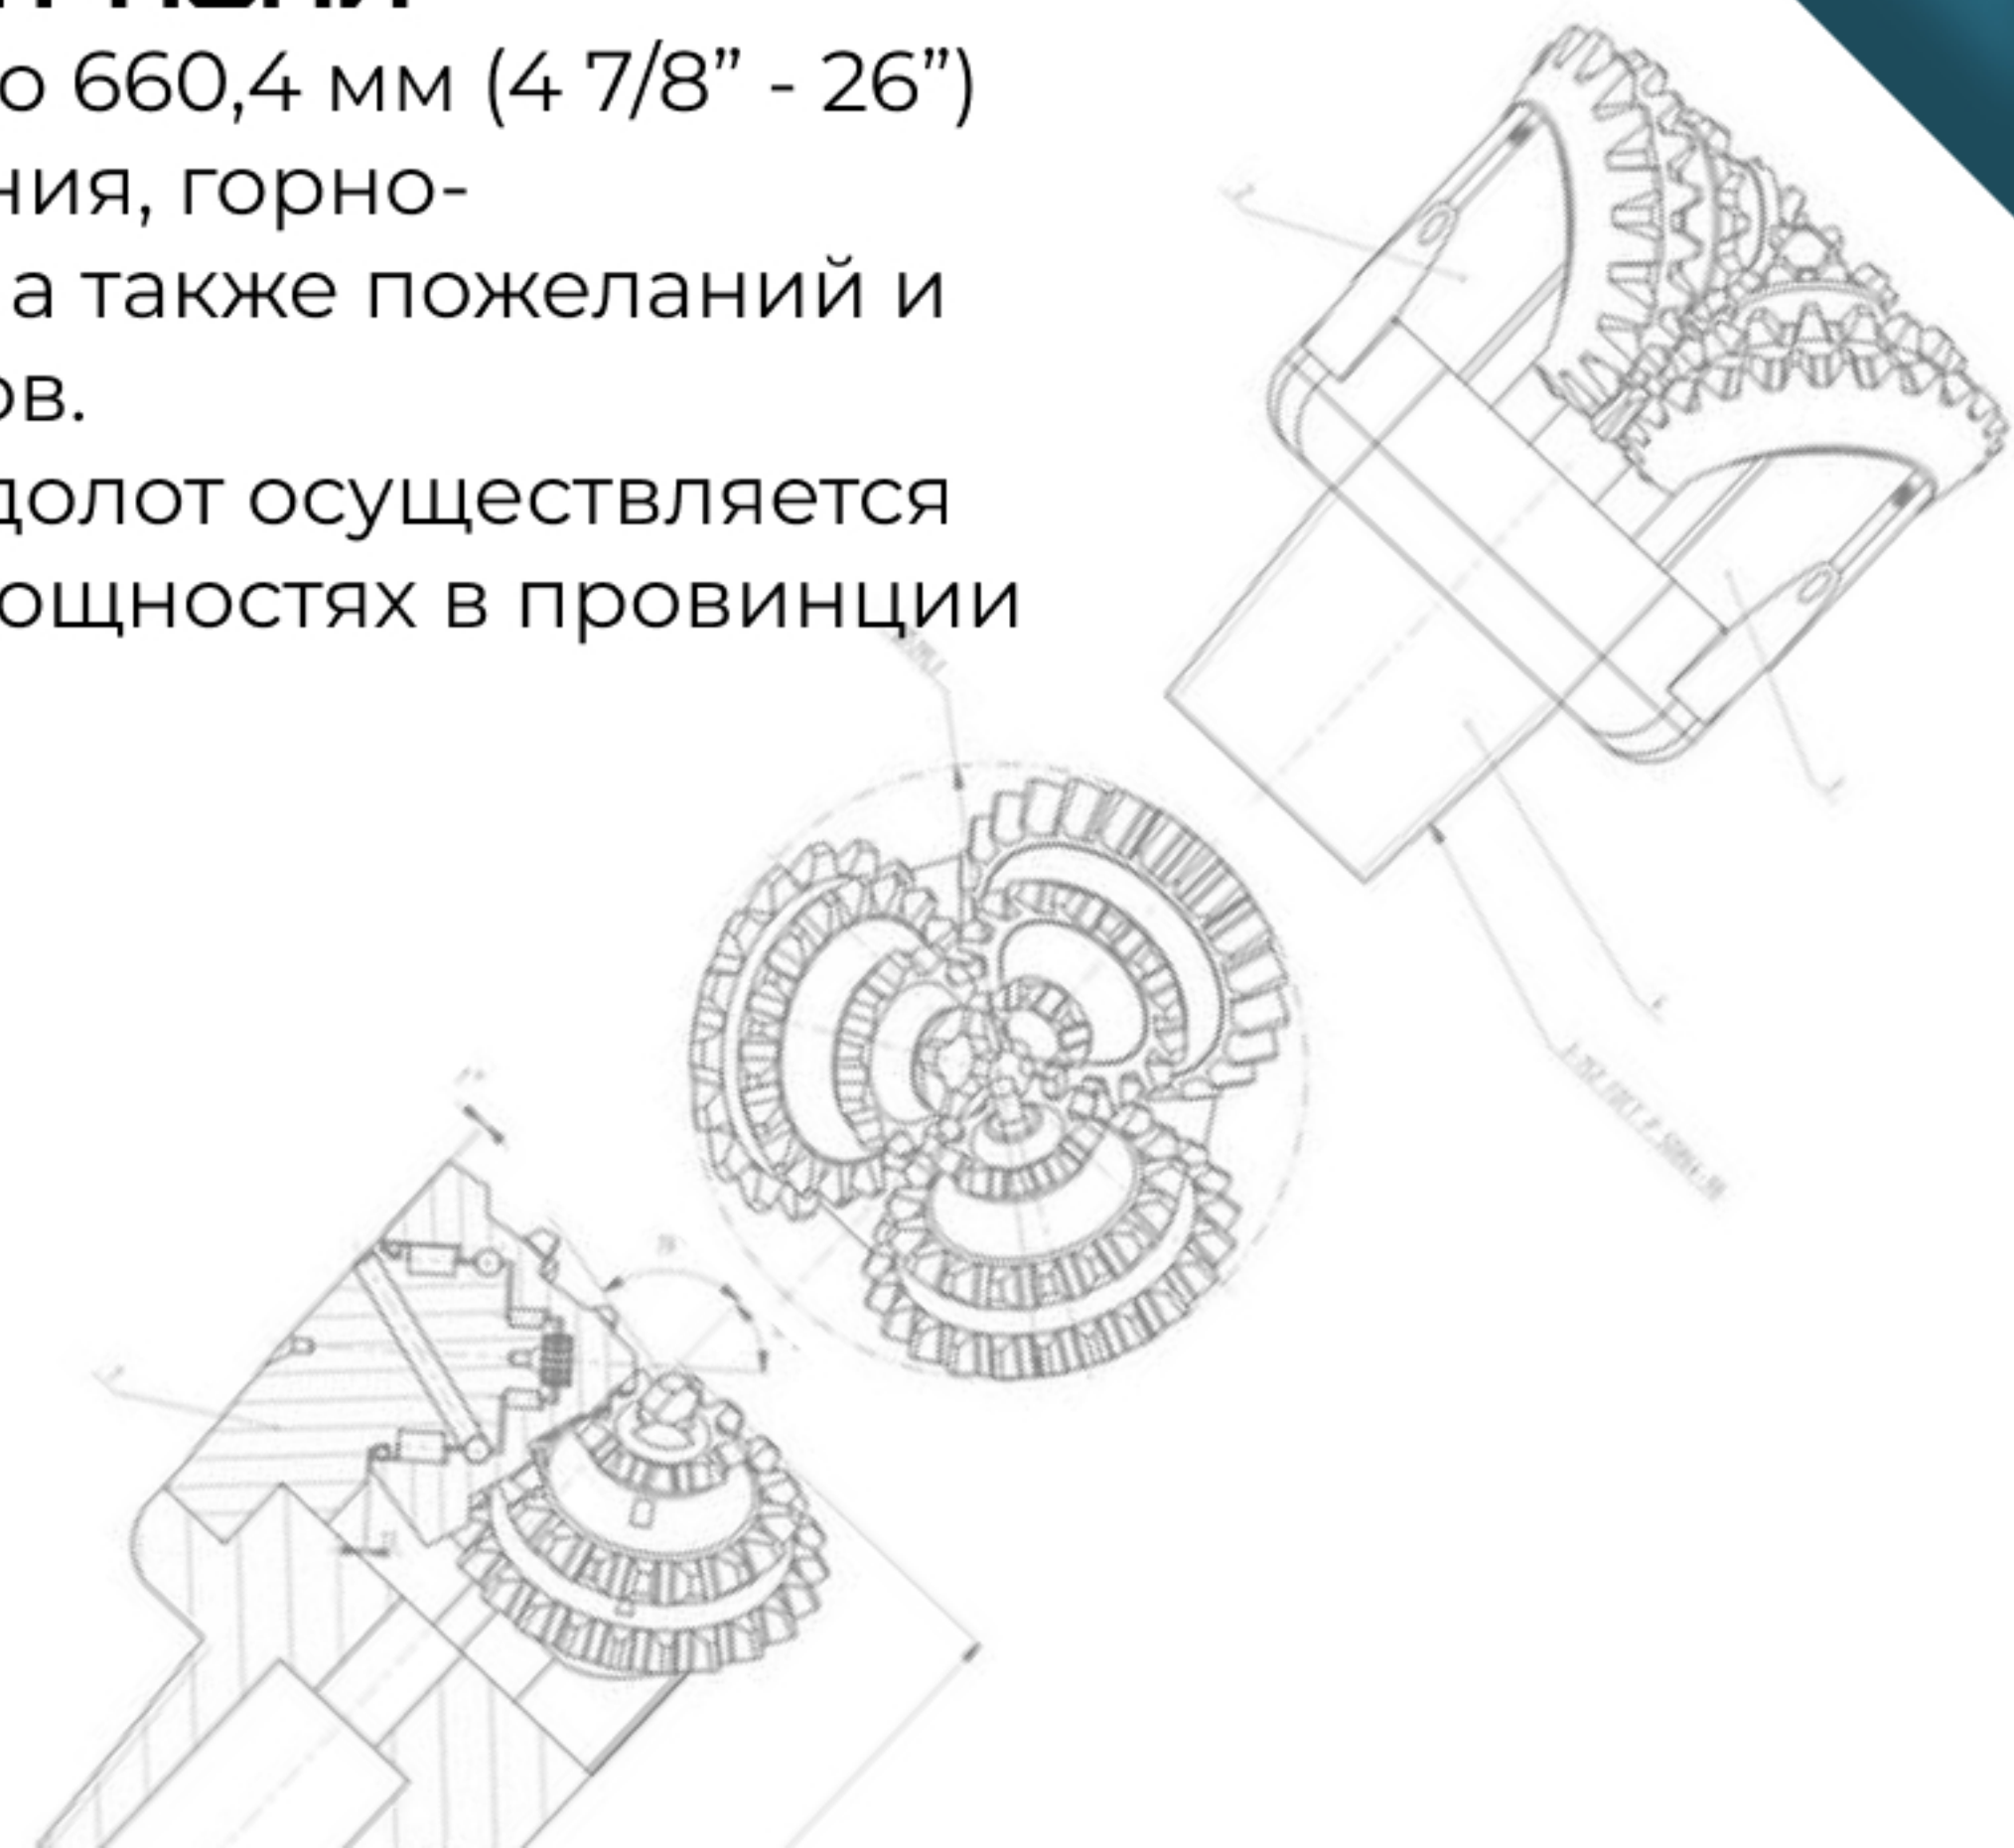 о 660,4 мм (4 7/8” - 26”)
ния, горно-
а также пожеланий и
ов.
долот осуществляется
ощностях в провинции